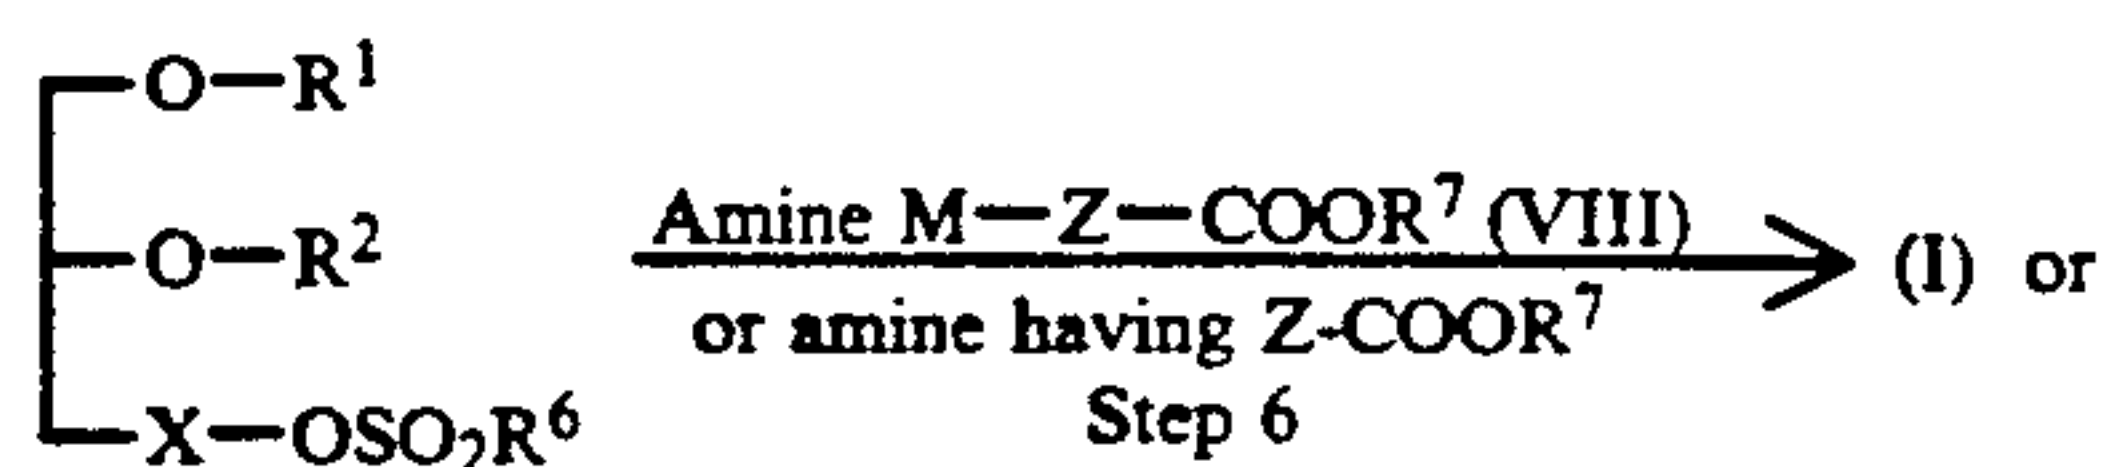 O—R¹
O—R²
X—OSO₂R⁶
Amine M—Z—COOR⁷ (VIII)
or amine having Z-COOR⁷
Step 6
(I) or